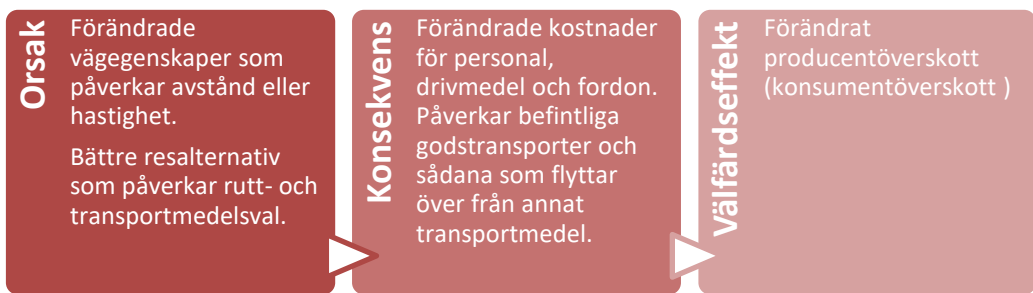 Orsak
Förändrade
vägegenskaper som
påverkar avstånd eller
hastighet.
Bättre resalternativ
som påverkar rutt- och
transportmedelsval.
Konsekvens
Förändrade kostnader
för personal,
drivmedel och fordon.
Påverkar befintliga
godstransporter och
sådana som flyttar
över från annat
transportmedel.
Välfärdseffekt
Förändrat
producentöverskott
(konsumentöverskott )